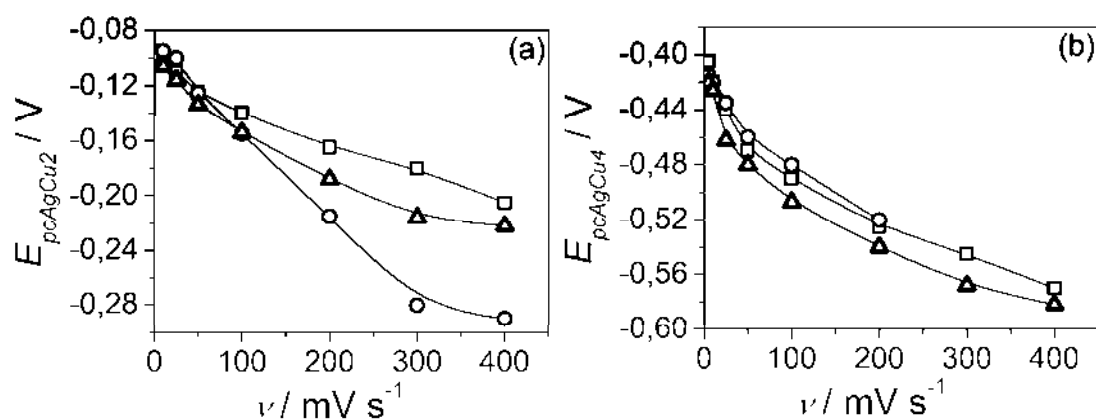 (a)
-0,08
-0,12
-0,16
-0,20
-0,24
-0,28
E_pcAgCu2 / V
0 100 200 300 400
ν / mV s⁻¹
(b)
-0,40
-0,44
-0,48
-0,52
-0,56
-0,60
E_pcAgCu4 / V
0 100 200 300 400
ν / mV s⁻¹